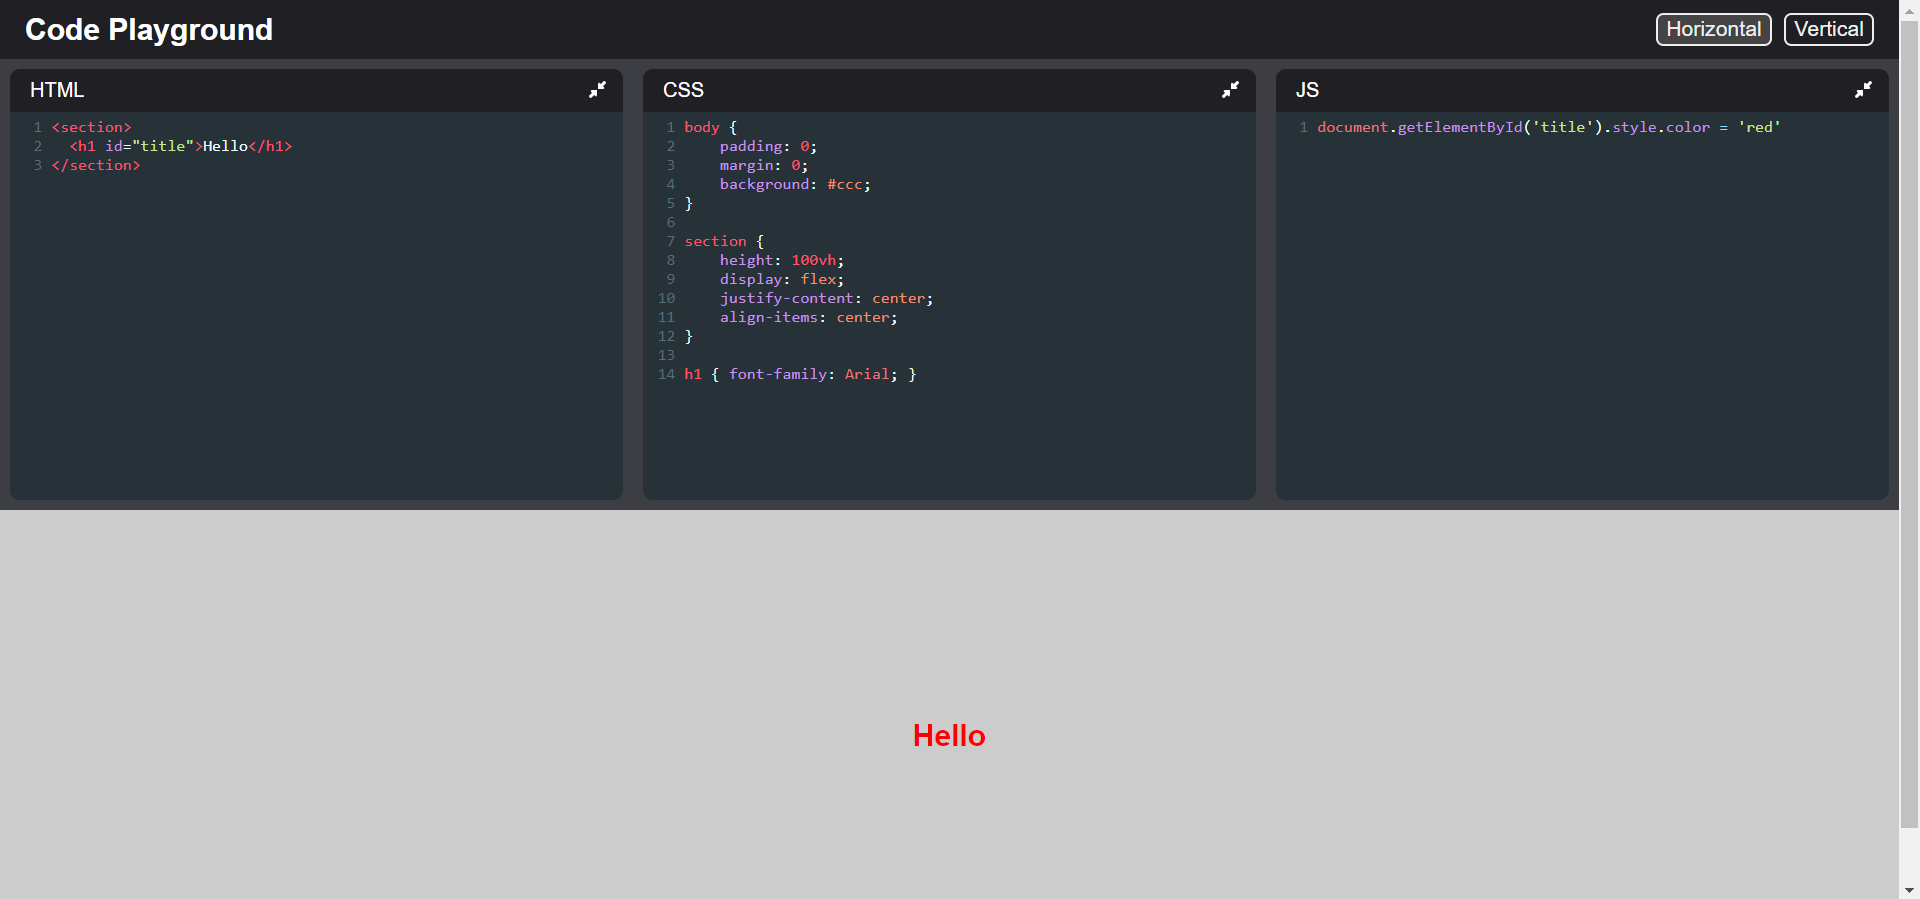 Code Playground
Horizontal Vertical
HTML
1 <section>
2   <h1 id="title">Hello</h1>
3 </section>
CSS
1 body {
2     padding: 0;
3     margin: 0;
4     background: #ccc;
5 }
6
7 section {
8     height: 100vh;
9     display: flex;
10     justify-content: center;
11     align-items: center;
12 }
13
14 h1 { font-family: Arial; }
JS
1 document.getElementById('title').style.color = 'red'
Hello